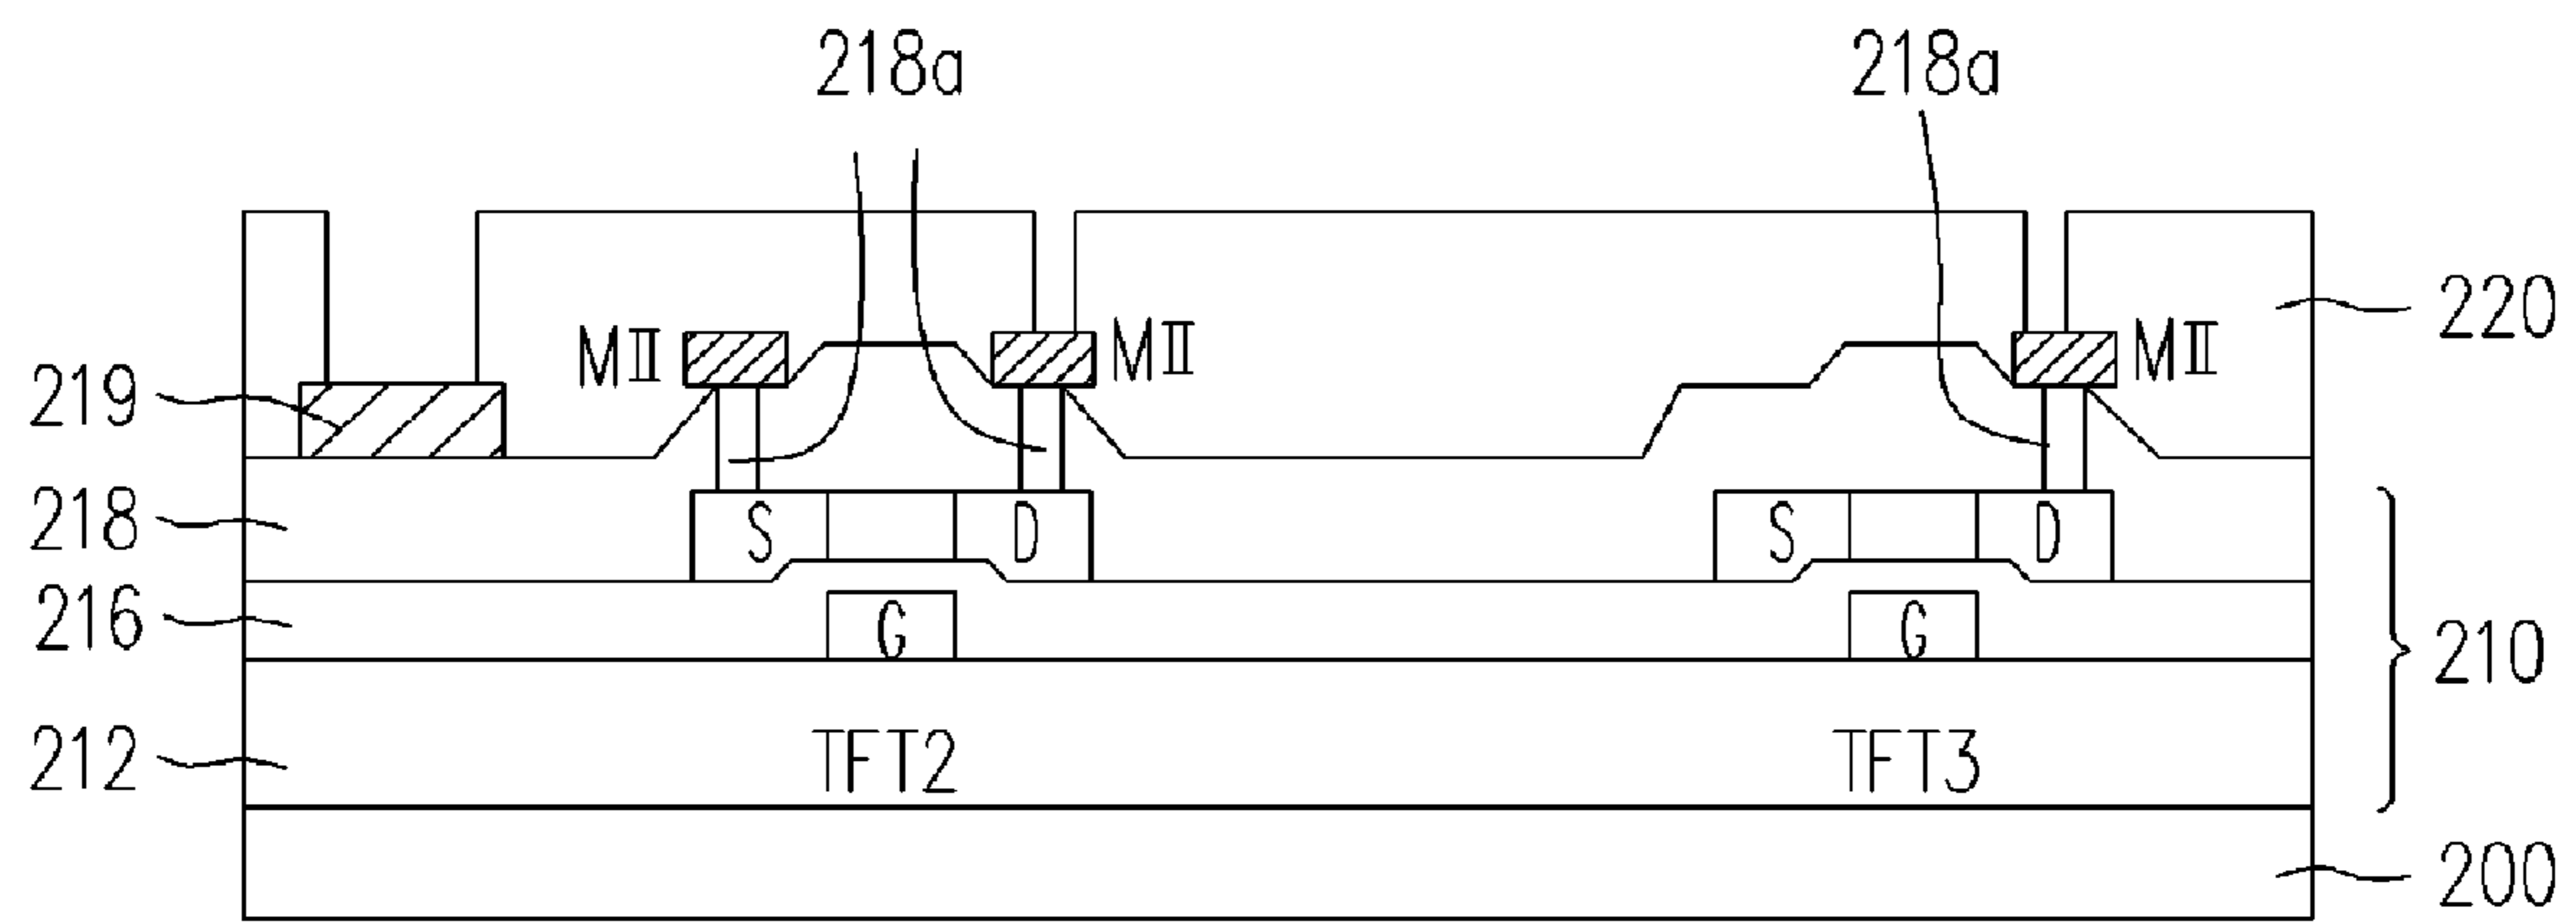 218a 218a
220
MⅡ MⅡ MⅡ
219
218 S D S D
216 G G
210
212 TFT2 TFT3
200